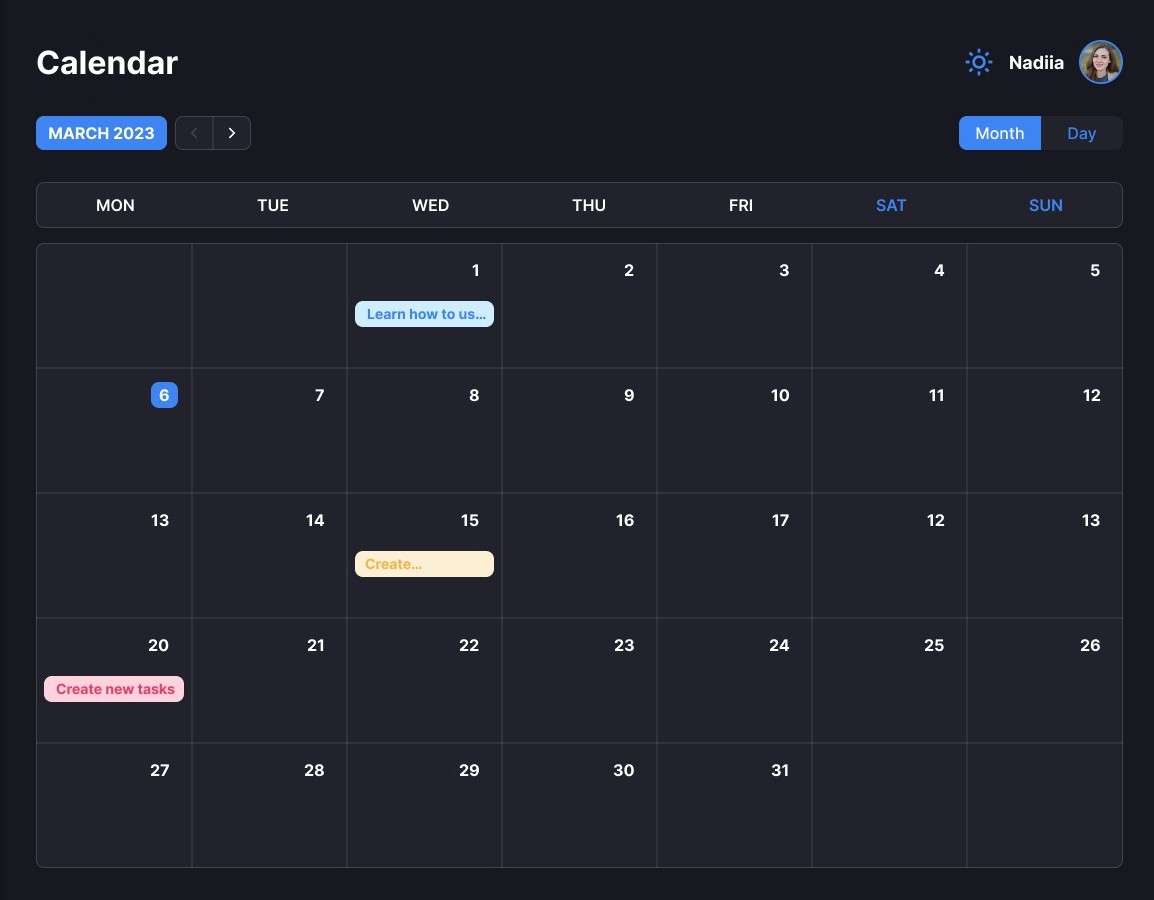 Calendar
Nadiia
MARCH 2023
Month Day
MON TUE WED THU FRI SAT SUN
1 2 3 4 5
Learn how to us...
6 7 8 9 10 11 12
13 14 15 16 17 12 13
Create...
20 21 22 23 24 25 26
Create new tasks
27 28 29 30 31